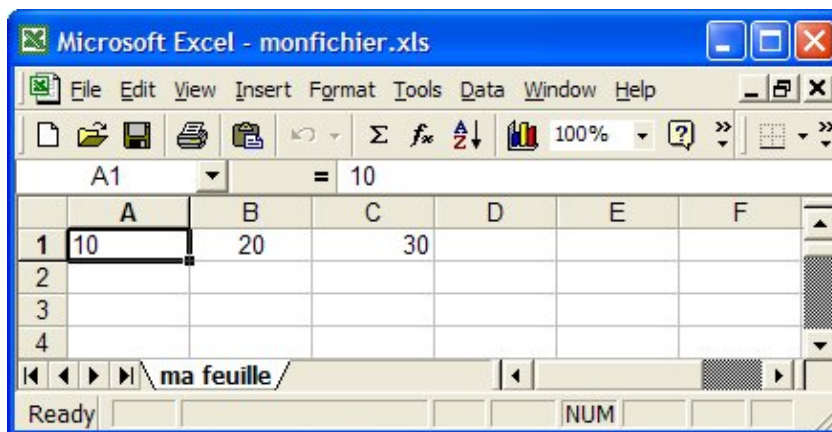 Microsoft Excel - monfichier.xls
File Edit View Insert Format Tools Data Window Help
Σ fx A Z 100% ?
A1 = 10
A B C D E F
1 10 20 30
2
3
4
ma feuille
Ready NUM